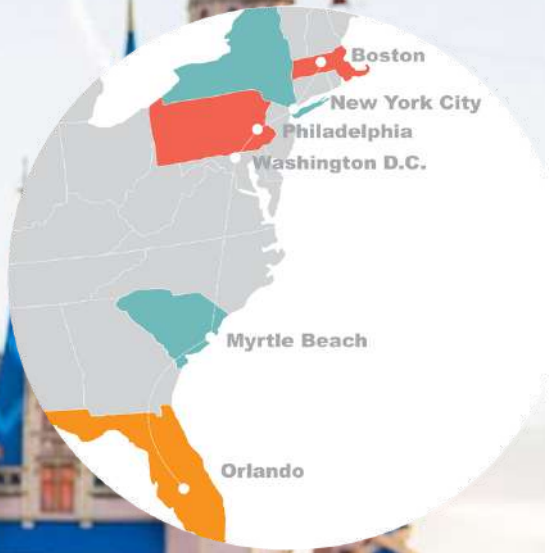 Boston
New York City
Philadelphia
Washington D.C.
Myrtle Beach
Orlando